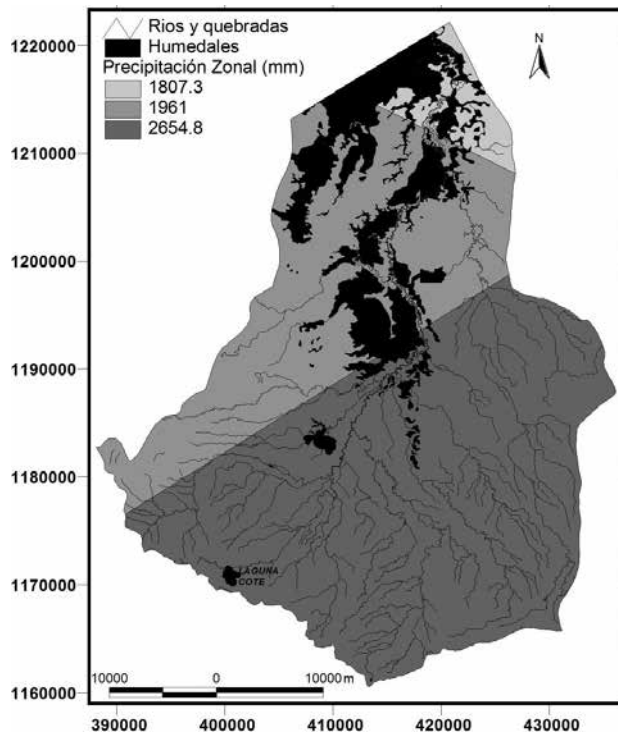 Rios y quebradas
Humedales
Precipitación Zonal (mm)
1807.3
1961
2654.8
N
1220000
1210000
1200000
1190000
1180000
1170000
1160000
LAGUNA
COTE
10000 0 10000 m
390000 400000 410000 420000 430000